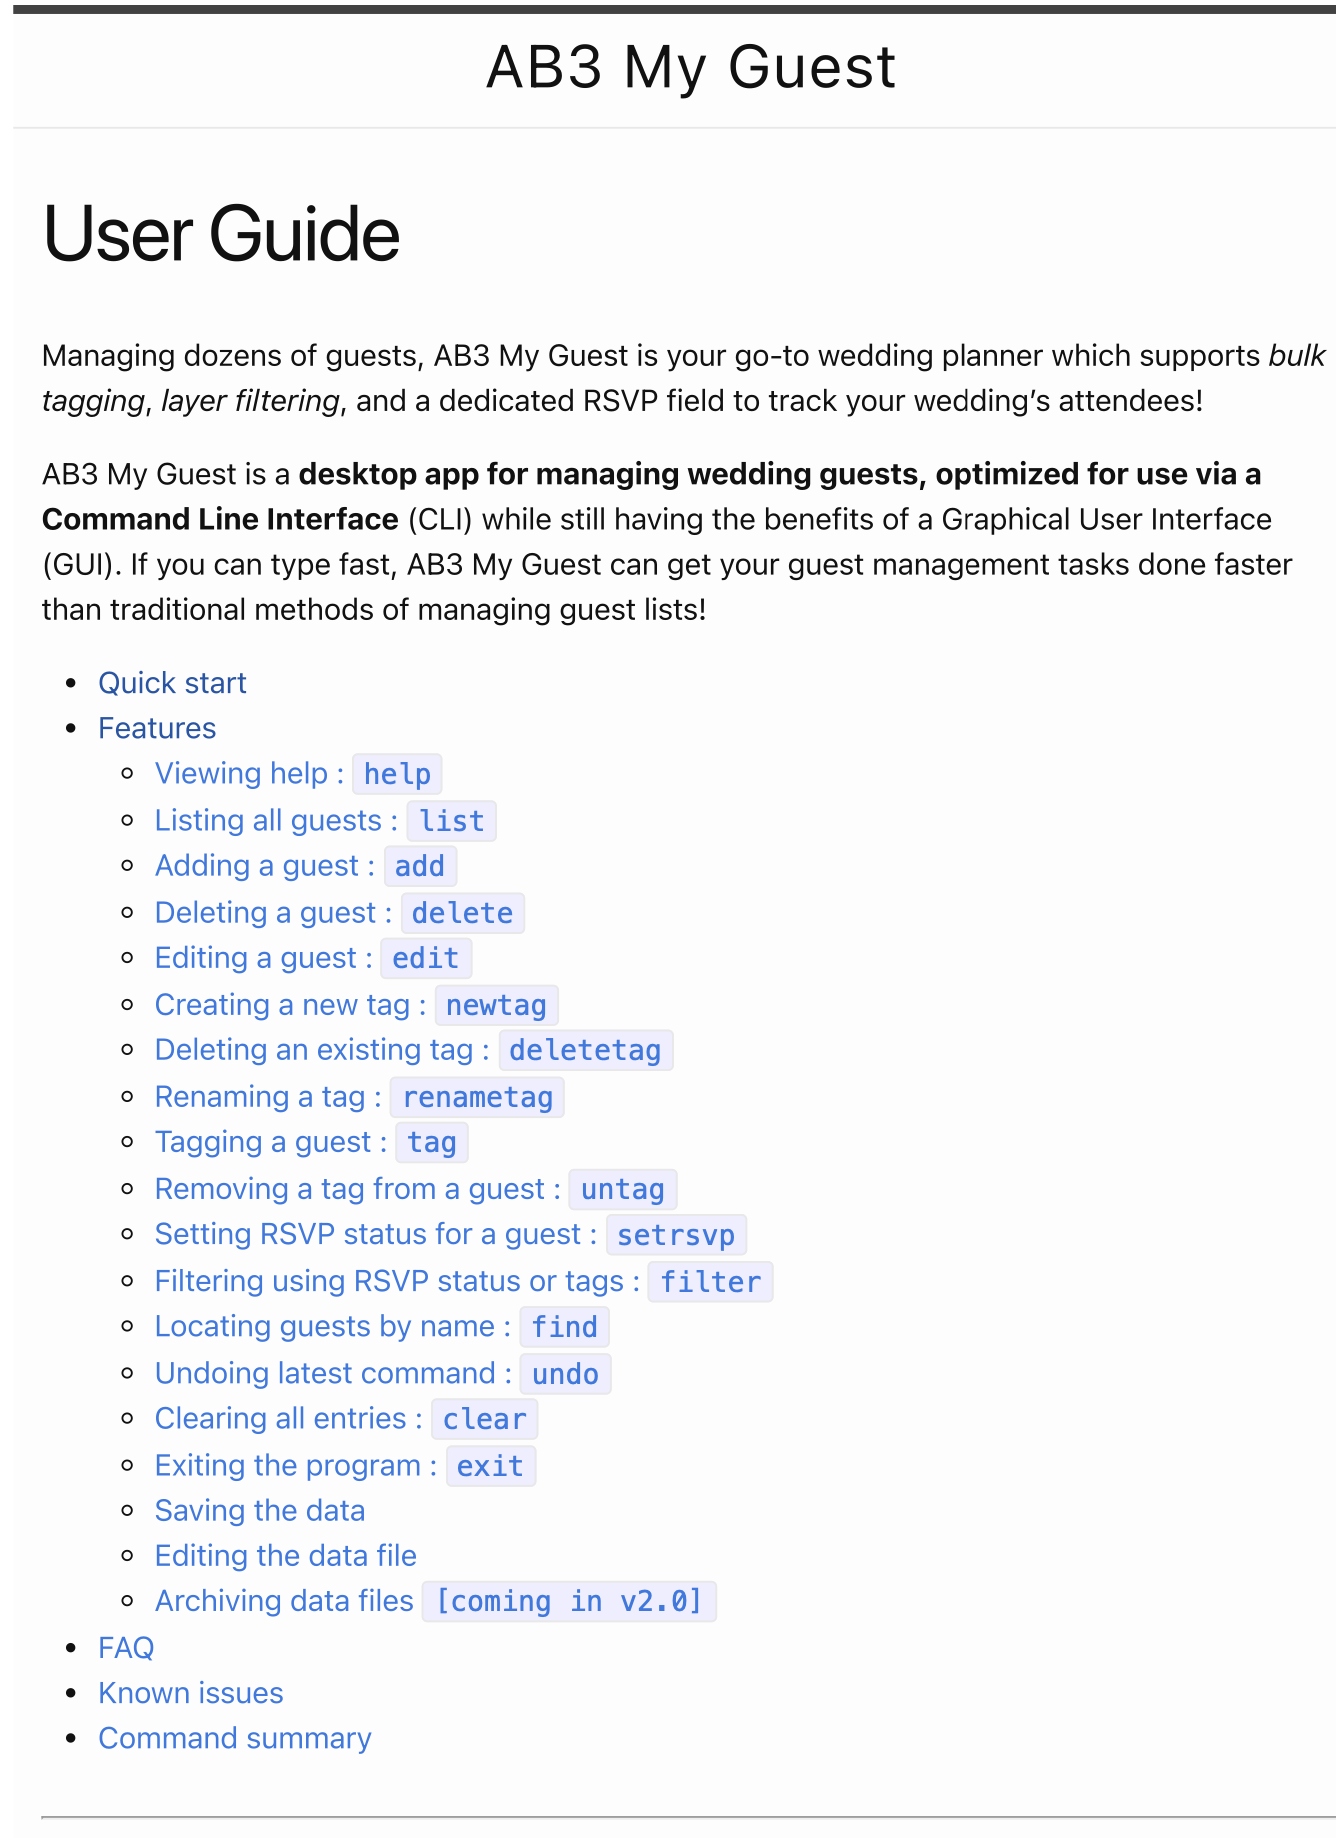 AB3 My Guest
User Guide
Managing dozens of guests, AB3 My Guest is your go-to wedding planner which supports bulk
tagging, layer filtering, and a dedicated RSVP field to track your wedding’s attendees!
AB3 My Guest is a desktop app for managing wedding guests, optimized for use via a
Command Line Interface (CLI) while still having the benefits of a Graphical User Interface
(GUI). If you can type fast, AB3 My Guest can get your guest management tasks done faster
than traditional methods of managing guest lists!
• Quick start
• Features
◦ Viewing help : help
◦ Listing all guests : list
◦ Adding a guest : add
◦ Deleting a guest : delete
◦ Editing a guest : edit
◦ Creating a new tag : newtag
◦ Deleting an existing tag : deletetag
◦ Renaming a tag : renametag
◦ Tagging a guest : tag
◦ Removing a tag from a guest : untag
◦ Setting RSVP status for a guest : setrsvp
◦ Filtering using RSVP status or tags : filter
◦ Locating guests by name : find
◦ Undoing latest command : undo
◦ Clearing all entries : clear
◦ Exiting the program : exit
◦ Saving the data
◦ Editing the data file
◦ Archiving data files [coming in v2.0]
• FAQ
• Known issues
• Command summary